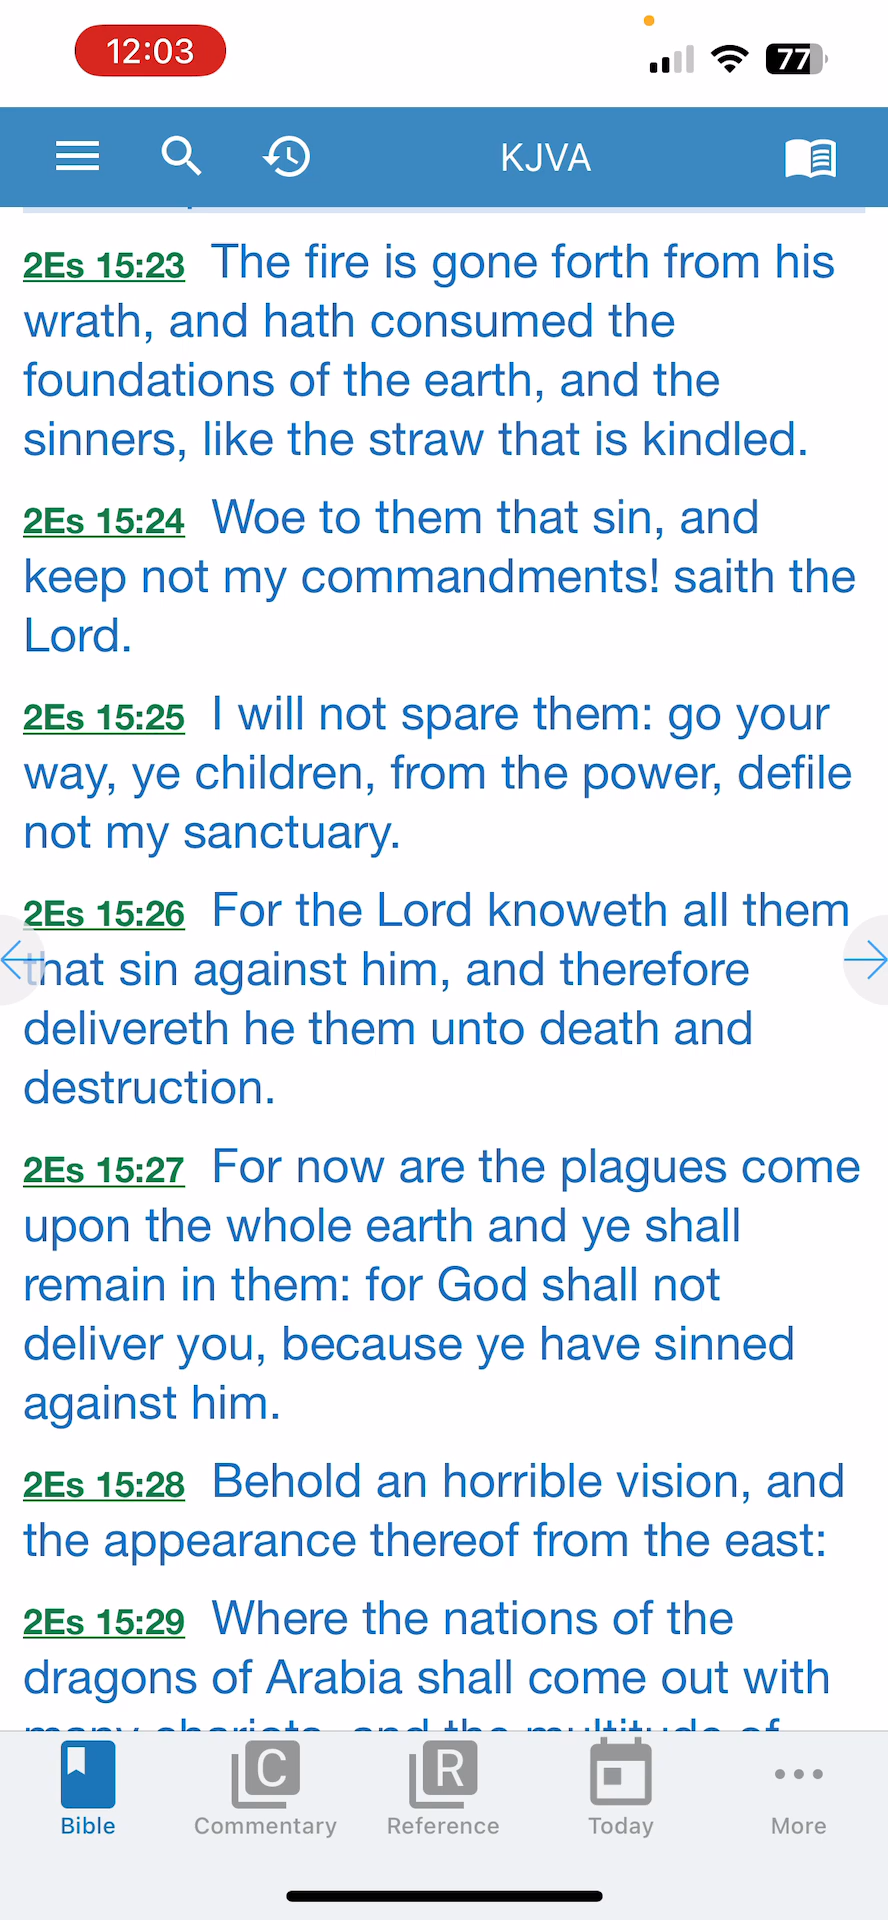 12:03
77
KJVA
2Es 15:23 The fire is gone forth from his
wrath, and hath consumed the
foundations of the earth, and the
sinners, like the straw that is kindled.
2Es 15:24 Woe to them that sin, and
keep not my commandments! saith the
Lord.
2Es 15:25 I will not spare them: go your
way, ye children, from the power, defile
not my sanctuary.
2Es 15:26 For the Lord knoweth all them
that sin against him, and therefore
delivereth he them unto death and
destruction.
2Es 15:27 For now are the plagues come
upon the whole earth and ye shall
remain in them: for God shall not
deliver you, because ye have sinned
against him.
2Es 15:28 Behold an horrible vision, and
the appearance thereof from the east:
2Es 15:29 Where the nations of the
dragons of Arabia shall come out with
many chariots, and the multitude of
C
R
Bible
Commentary
Reference
Today
More